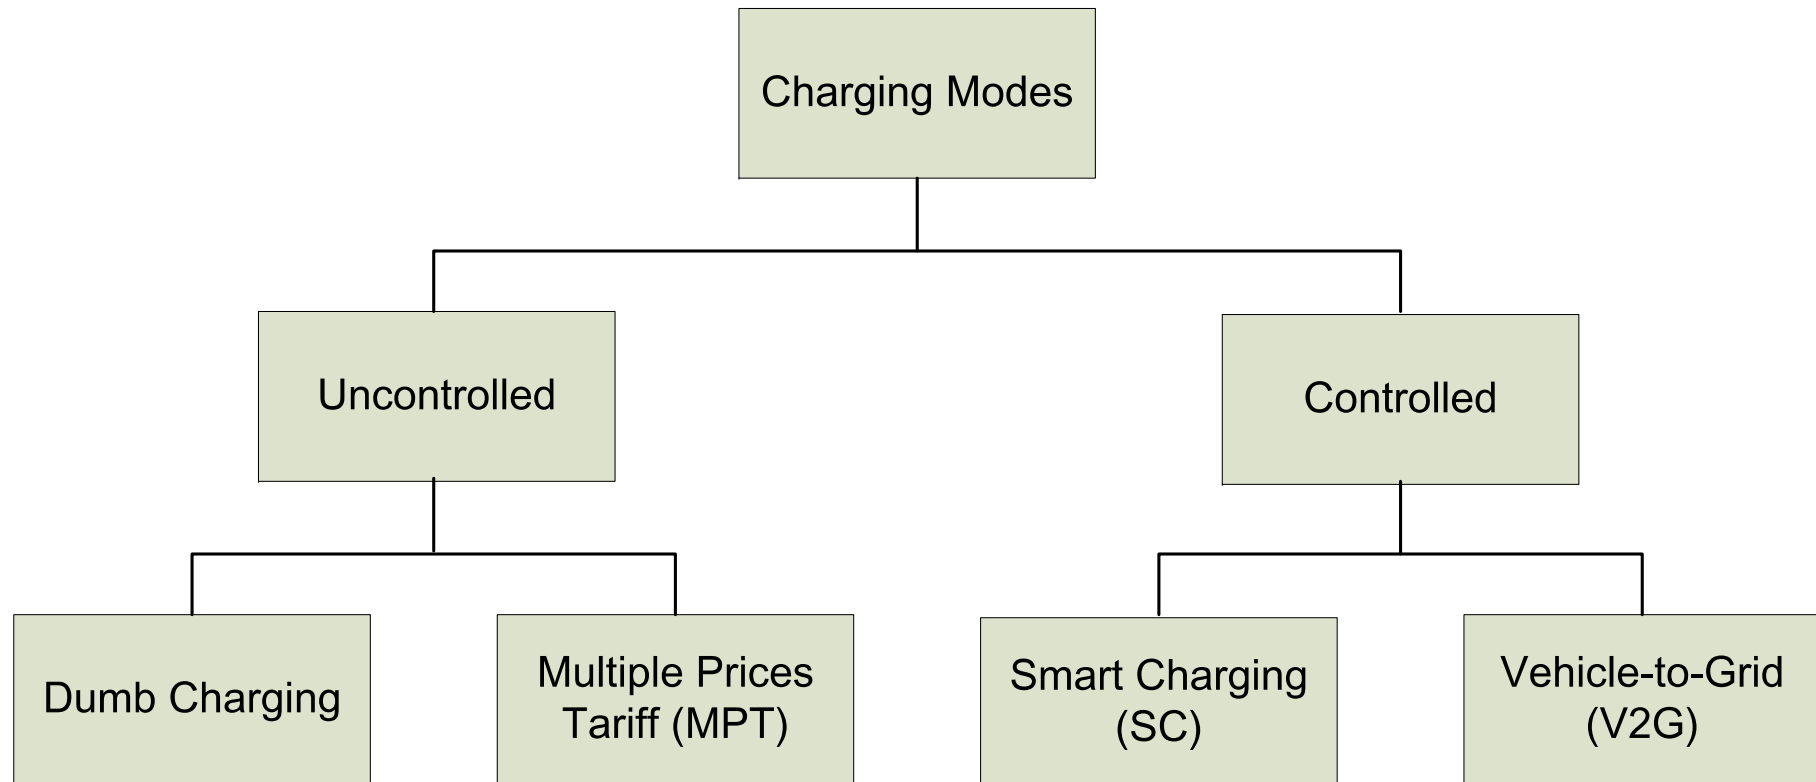 Charging Modes
Uncontrolled
Controlled
Dumb Charging
Multiple Prices
Tariff (MPT)
Smart Charging
(SC)
Vehicle-to-Grid
(V2G)